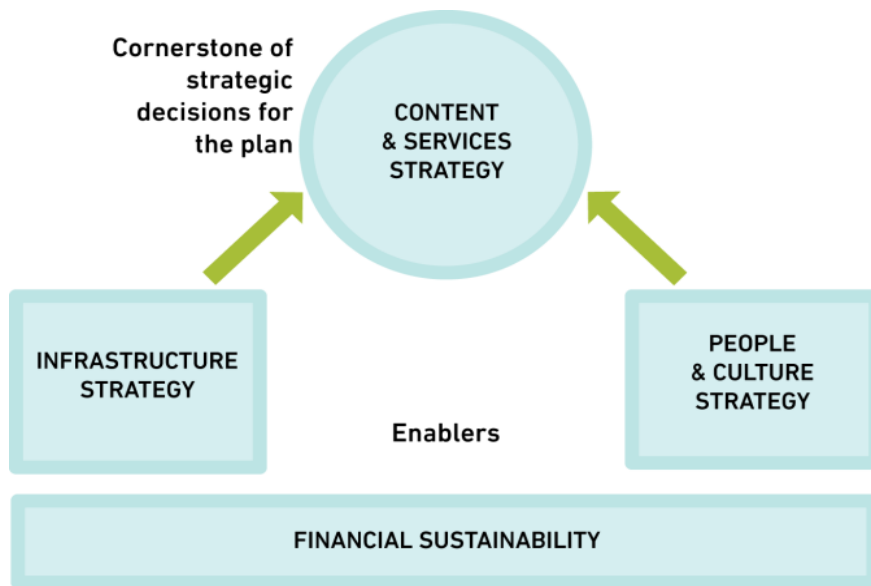 Cornerstone of
strategic
decisions for
the plan
CONTENT
& SERVICES
STRATEGY
INFRASTRUCTURE
STRATEGY
PEOPLE
& CULTURE
STRATEGY
Enablers
FINANCIAL SUSTAINABILITY